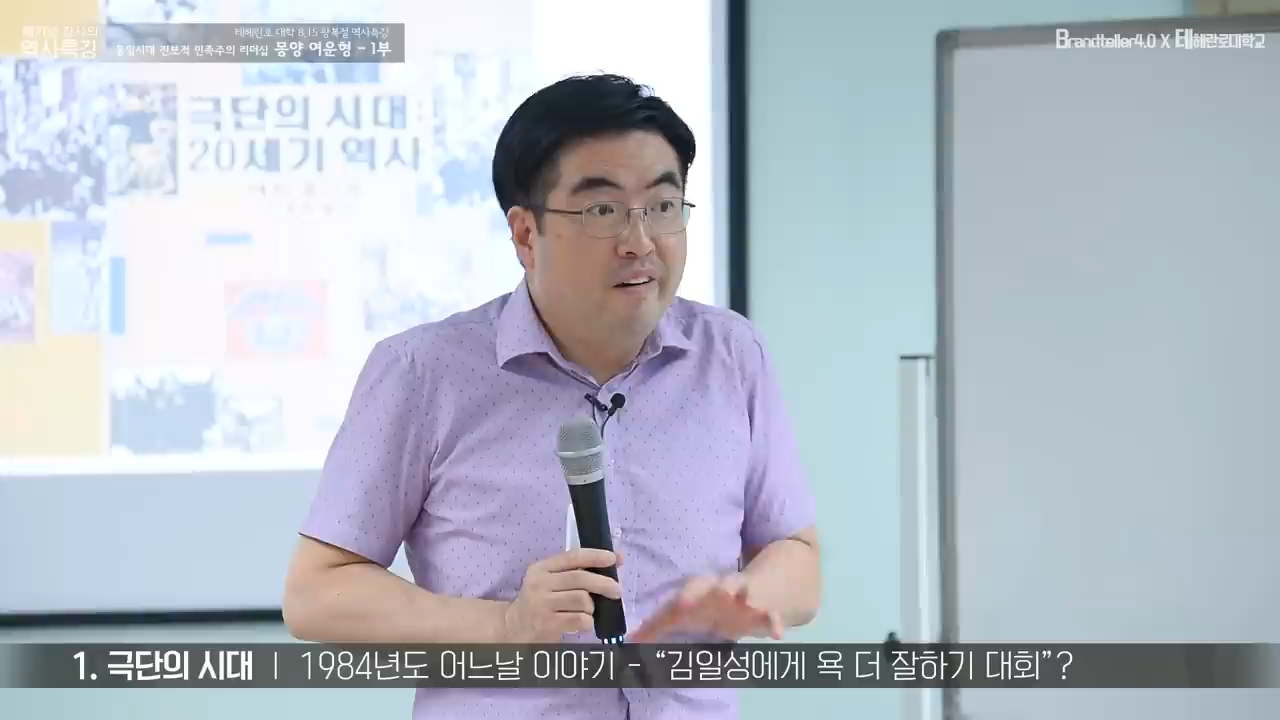 역사특강
테헤란로 대학 8.15 광복절 역사특강
통일시대 진보적 민족주의 리더십 몽양 여운형 - 1부
Brandteller4.0 X 테헤란로대학교
극단의 시대:
20세기 역사
1. 극단의 시대 | 1984년도 어느날 이야기 - “김일성에게 욕 더 잘하기 대회”?